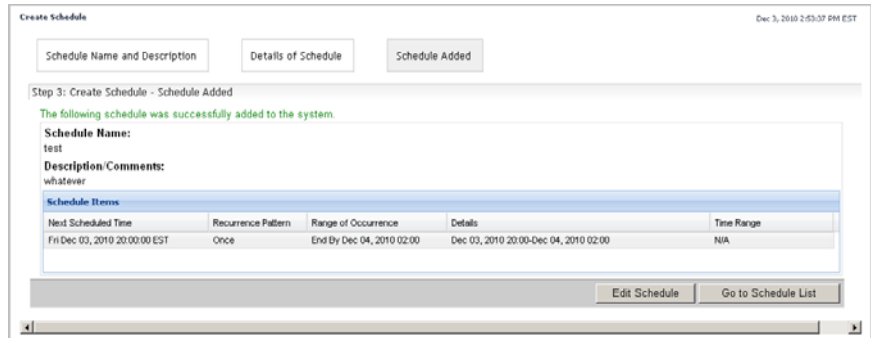 Create Schedule Dec 3, 2010 2:53:37 PM EST
Schedule Name and Description Details of Schedule Schedule Added
Step 3: Create Schedule - Schedule Added
The following schedule was successfully added to the system.
Schedule Name:
test
Description/Comments:
whatever
Schedule Items
Next Scheduled Time Recurrence Pattern Range of Occurrence Details Time Range
Fri Dec 03, 2010 20:00:00 EST Once End By Dec 04, 2010 02:00 Dec 03, 2010 20:00-Dec 04, 2010 02:00 N/A
Edit Schedule Go to Schedule List